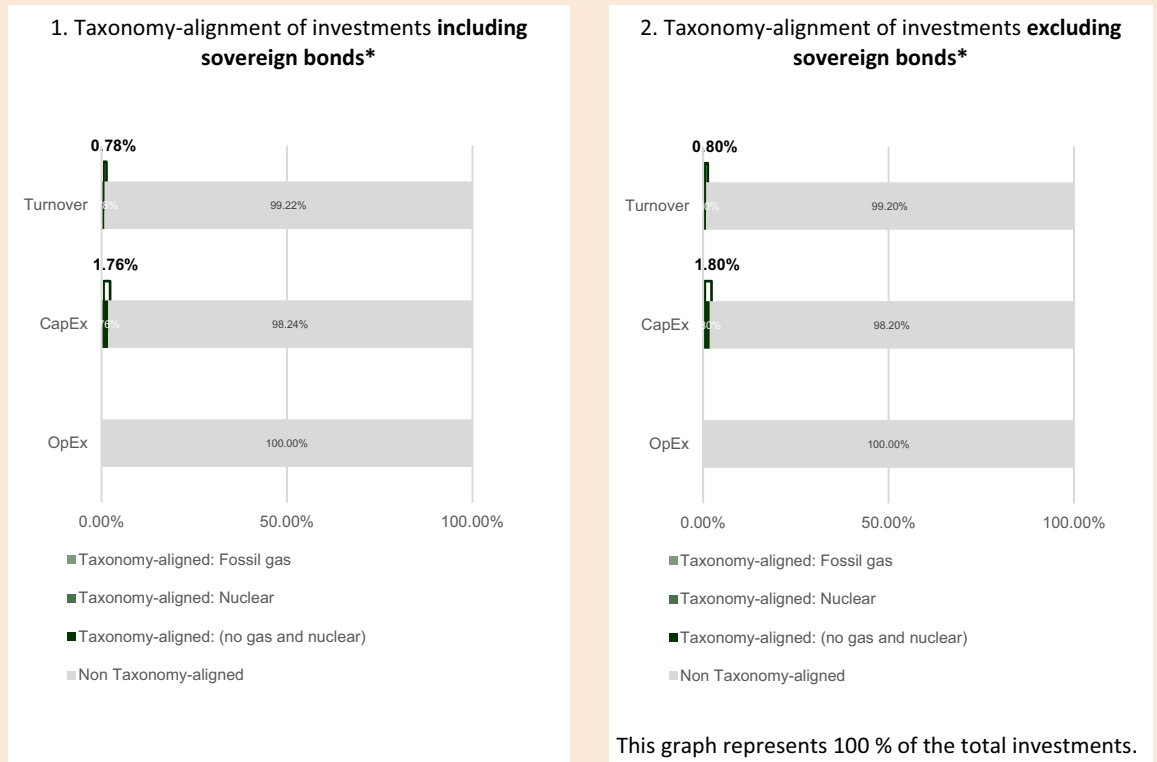 1. Taxonomy-alignment of investments including
sovereign bonds*
0.78%
Turnover
8%
99.22%
1.76%
CapEx
76%
98.24%
OpEx
100.00%
0.00%
50.00%
100.00%
Taxonomy-aligned: Fossil gas
Taxonomy-aligned: Nuclear
Taxonomy-aligned: (no gas and nuclear)
Non Taxonomy-aligned
2. Taxonomy-alignment of investments excluding
sovereign bonds*
0.80%
Turnover
0%
99.20%
1.80%
CapEx
80%
98.20%
OpEx
100.00%
0.00%
50.00%
100.00%
Taxonomy-aligned: Fossil gas
Taxonomy-aligned: Nuclear
Taxonomy-aligned: (no gas and nuclear)
Non Taxonomy-aligned
This graph represents 100 % of the total investments.